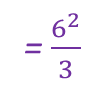 = 6²/3